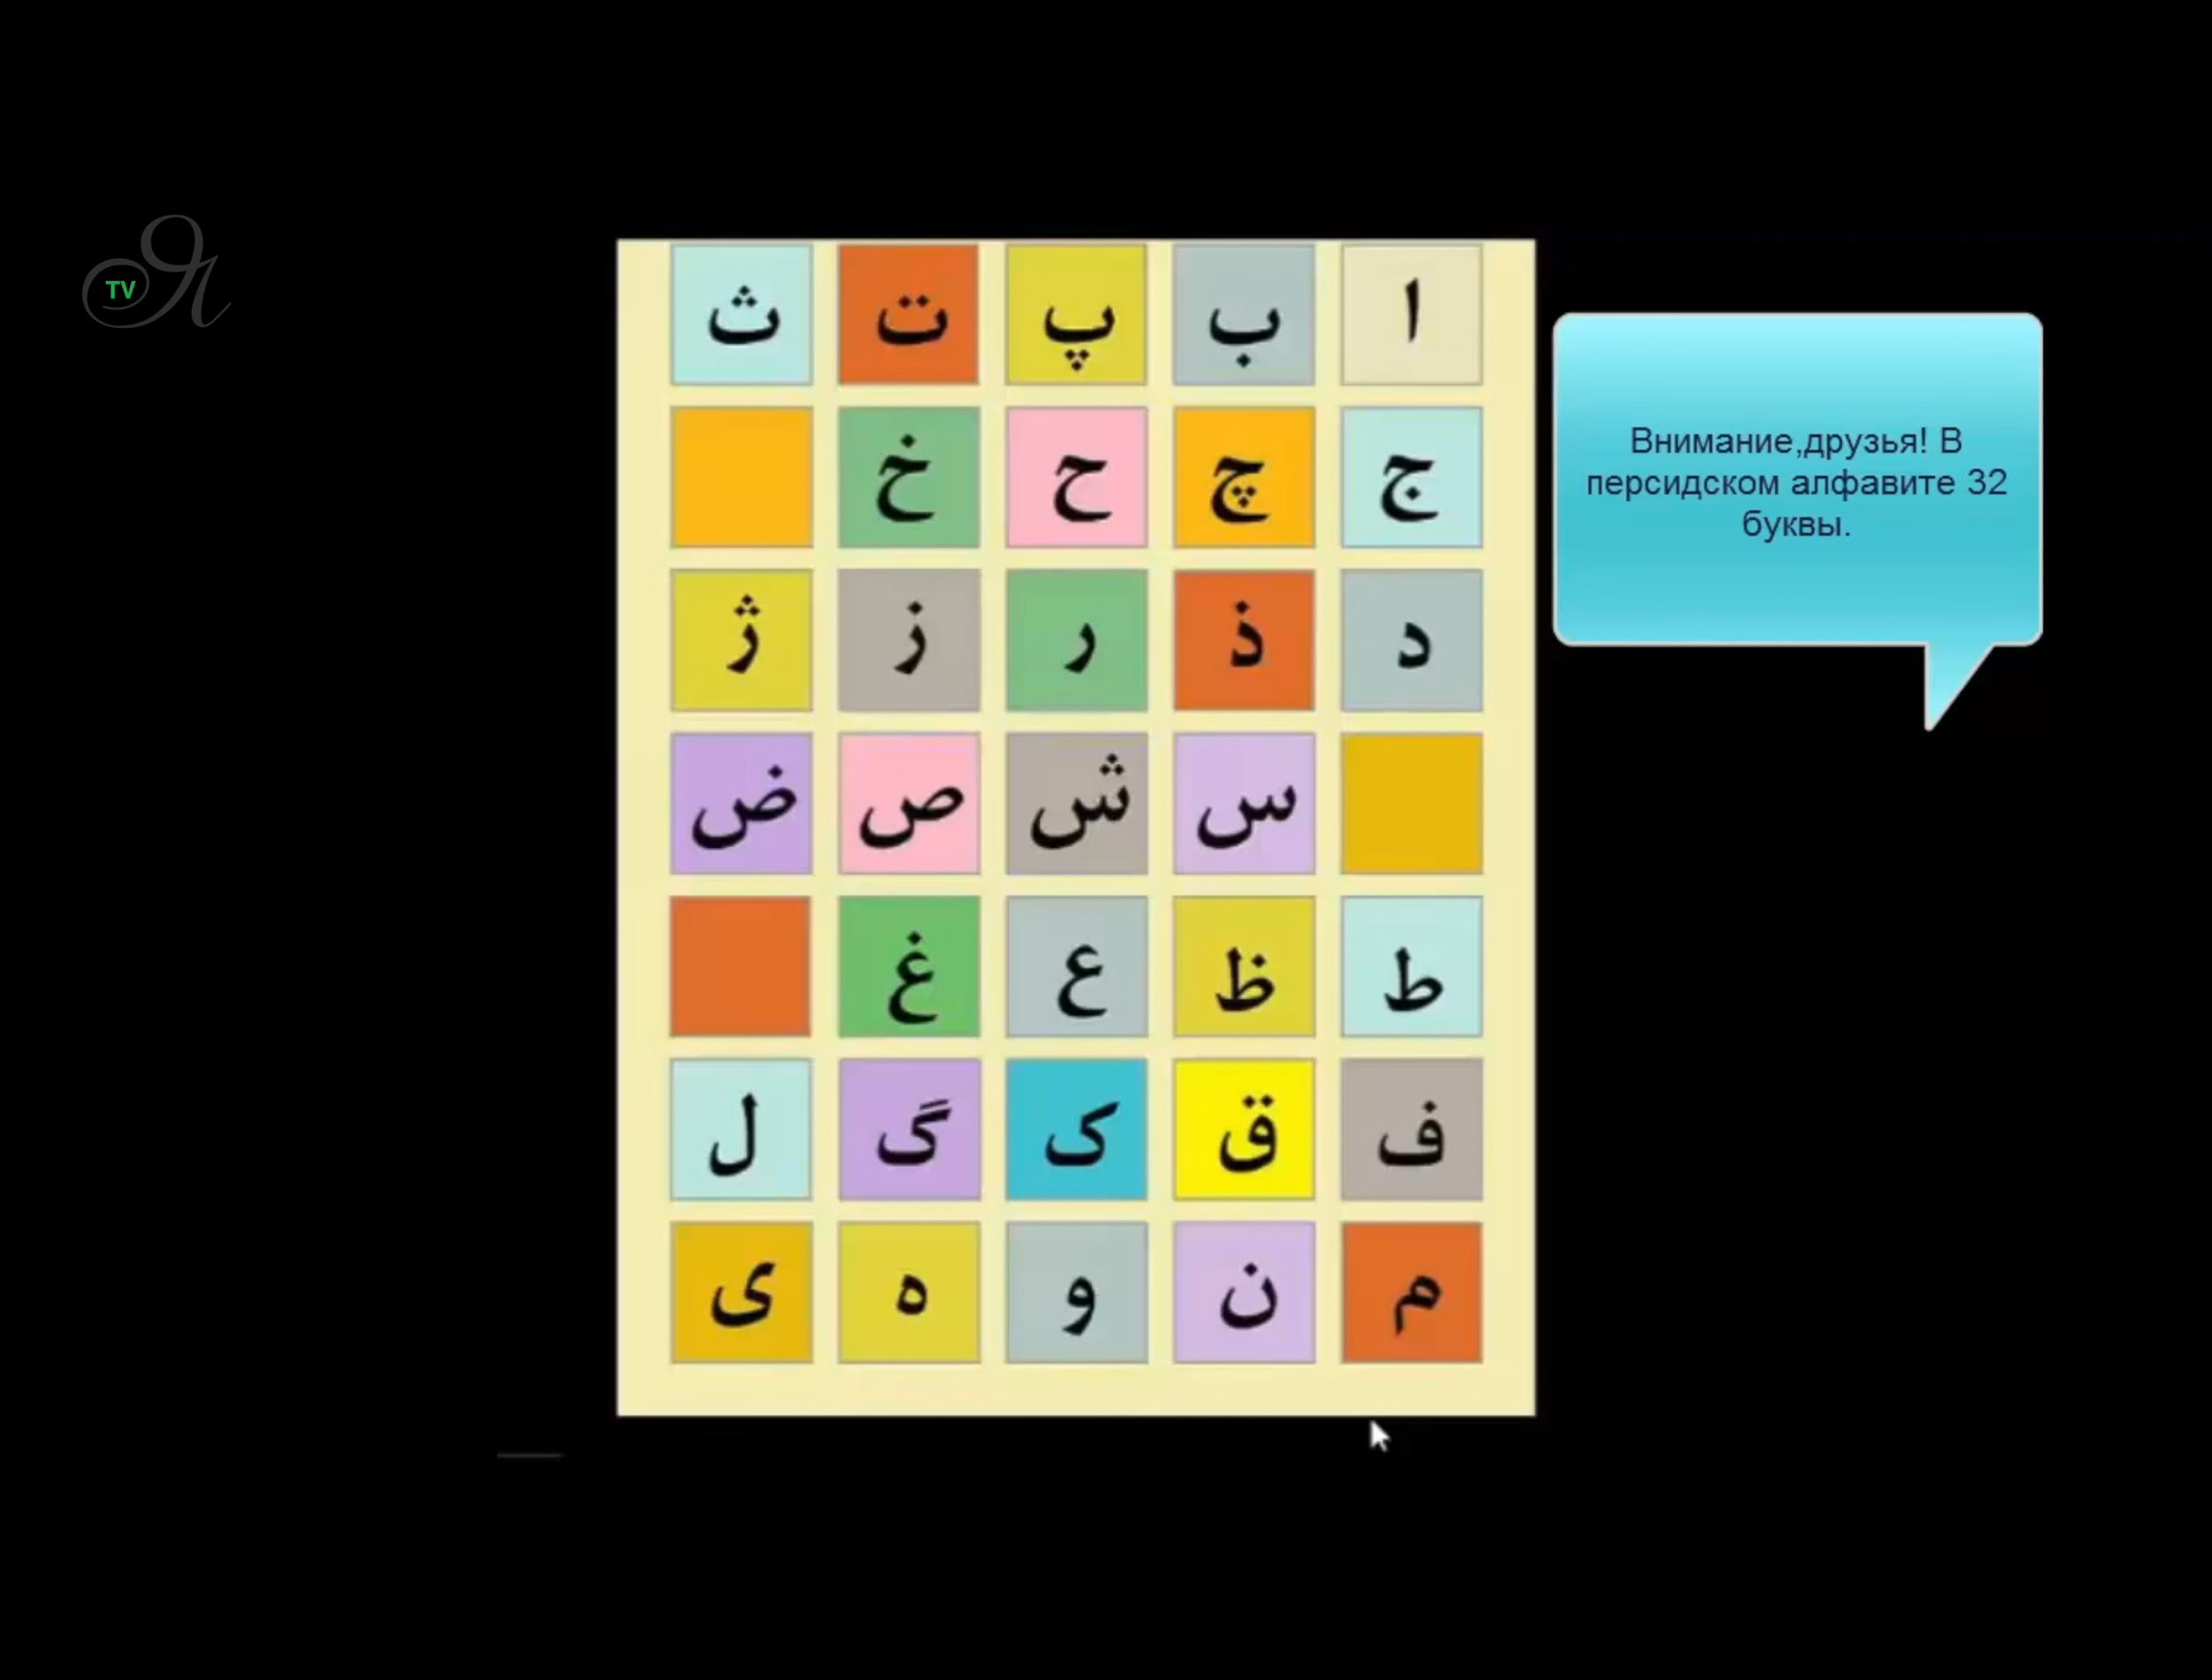 TV Я
ا ب پ ت ث
ج چ ح خ
د ذ ر ز ژ
س ش ص ض
ط ظ ع غ
ف ق ک گ ل
م ن و ه ی
Внимание,друзья! В
персидском алфавите 32
буквы.